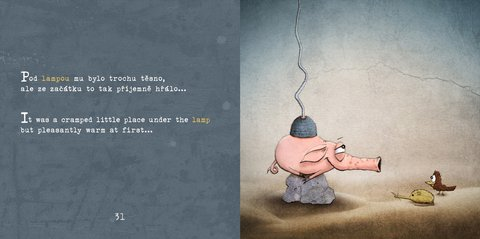 Pod lampou mu bylo trochu těsno,
ale ze začátku to tak příjemně hřálo...
It was a cramped little place under the lamp
but pleasantly warm at first...
31